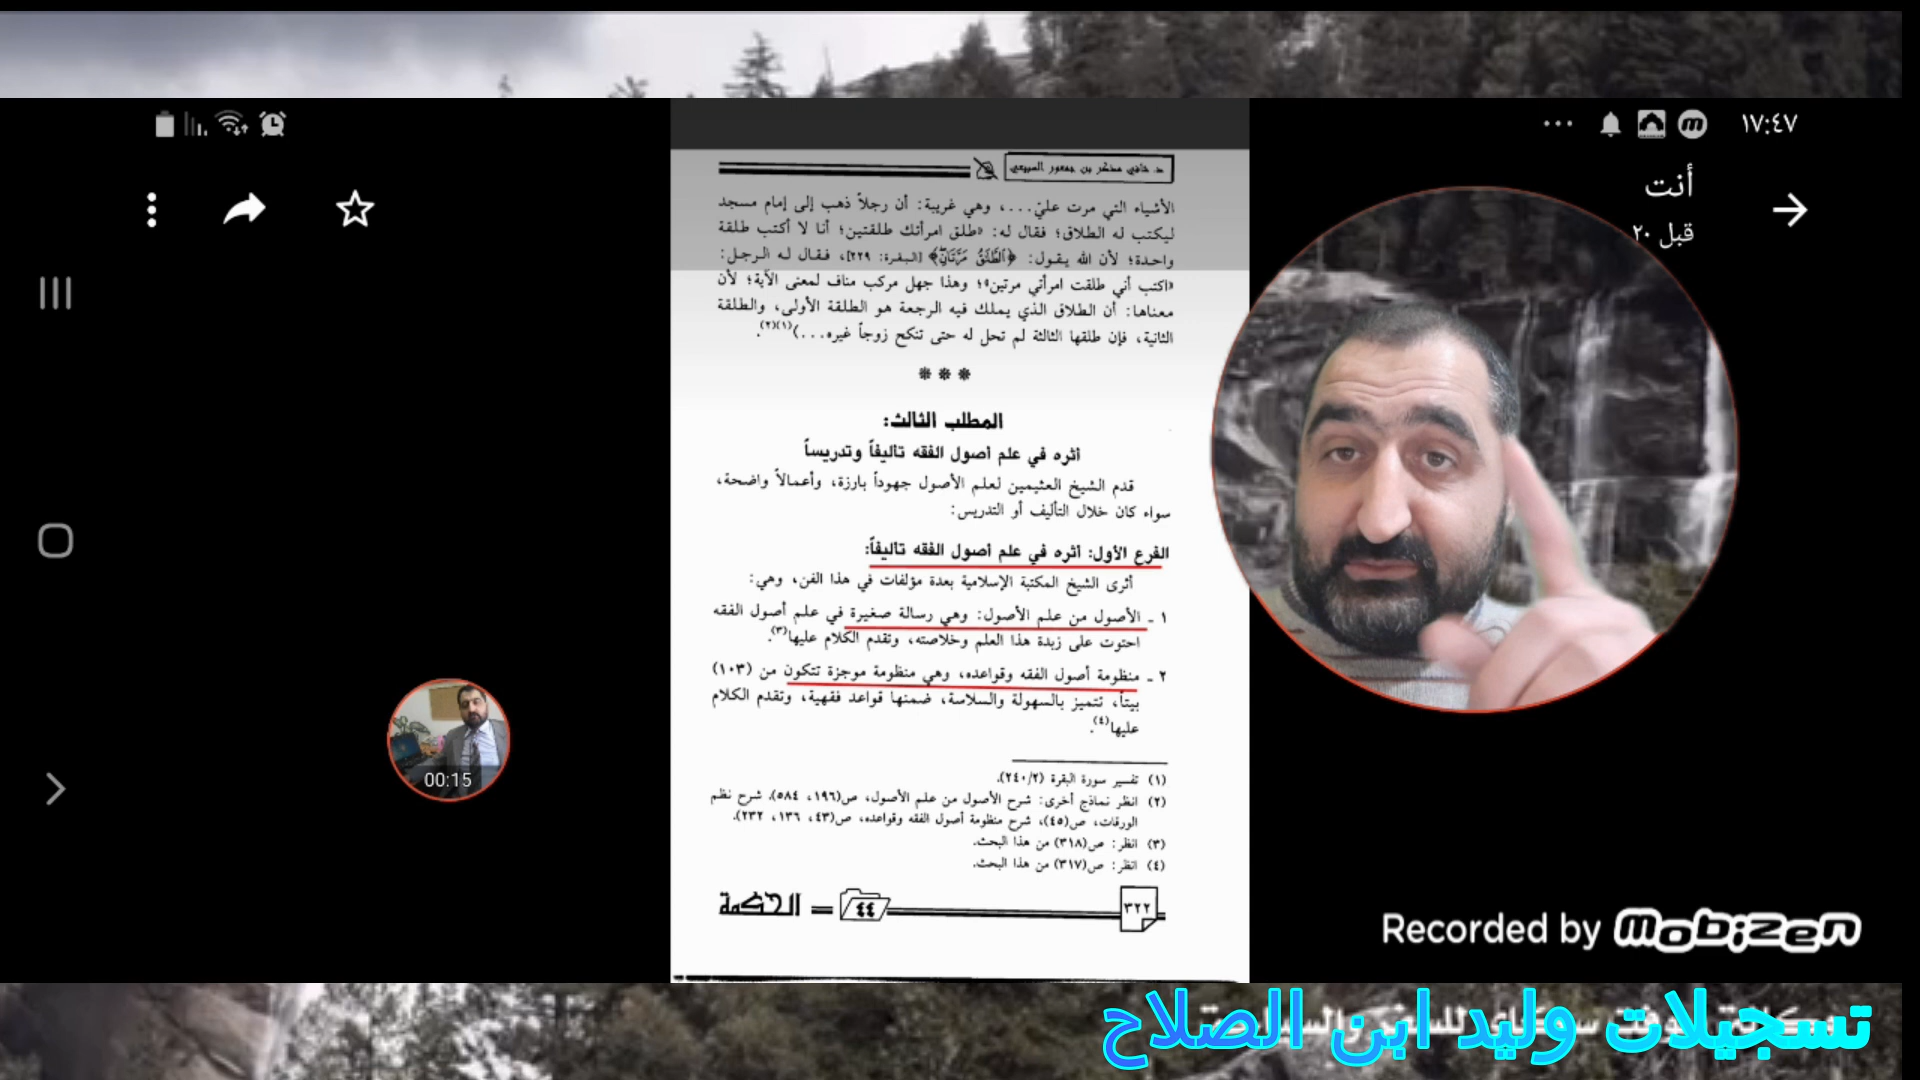 ١٧:٤٧
أنت
قبل ٢٠
د. خافي مذكر بن جمعور السبيعي
الأشياء التي مرت عليّ...، وهي غريبة: أن رجلاً ذهب إلى إمام مسجد
ليكتب له الطلاق؛ فقال له: «طلق امرأتك طلقتين؛ أنا لا أكتب طلقة
واحدة؛ لأن الله يقول: ﴿ٱلطَّلَٰقُ مَرَّتَانِ﴾ [البقرة: ٢٢٩]، فقال له الرجل:
«اكتب أني طلقت امرأتي مرتين»؛ وهذا جهل مركب مناف لمعنى الآية؛ لأن
معناها: أن الطلاق الذي يملك فيه الرجعة هو الطلقة الأولى، والطلقة
الثانية، فإن طلقها الثالثة لم تحل له حتى تنكح زوجاً غيره...)(١)(٢).
المطلب الثالث:
أثره في علم أصول الفقه تأليفاً وتدريساً
قدم الشيخ العثيمين لعلم الأصول جهوداً بارزة، وأعمالاً واضحة،
سواء كان خلال التأليف أو التدريس:
الفرع الأول: أثره في علم أصول الفقه تأليفاً:
أثرى الشيخ المكتبة الإسلامية بعدة مؤلفات في هذا الفن، وهي:
١ ـ الأصول من علم الأصول: وهي رسالة صغيرة في علم أصول الفقه
احتوت على زبدة هذا العلم وخلاصته، وتقدم الكلام عليها(٣).
٢ ـ منظومة أصول الفقه وقواعده، وهي منظومة موجزة تتكون من (١٠٣)
بيتاً، تتميز بالسهولة والسلاسة، ضمنها قواعد فقهية، وتقدم الكلام
عليها(٤).
(١) تفسير سورة البقرة (٢/٢٤٠).
(٢) انظر نماذج أخرى: شرح الأصول من علم الأصول، ص(١٩٦، ٥٨٤)، شرح نظم
الورقات، ص(٤٥)، شرح منظومة أصول الفقه وقواعده، ص(٤٣، ١٣٦، ٢٣٢).
(٣) انظر: ص(٣١٨) من هذا البحث.
(٤) انظر: ص(٣١٧) من هذا البحث.
٣٢٢
٤٤
الحكمة
00:15
Recorded by mobizen
تسجيلات وليد ابن الصلاح